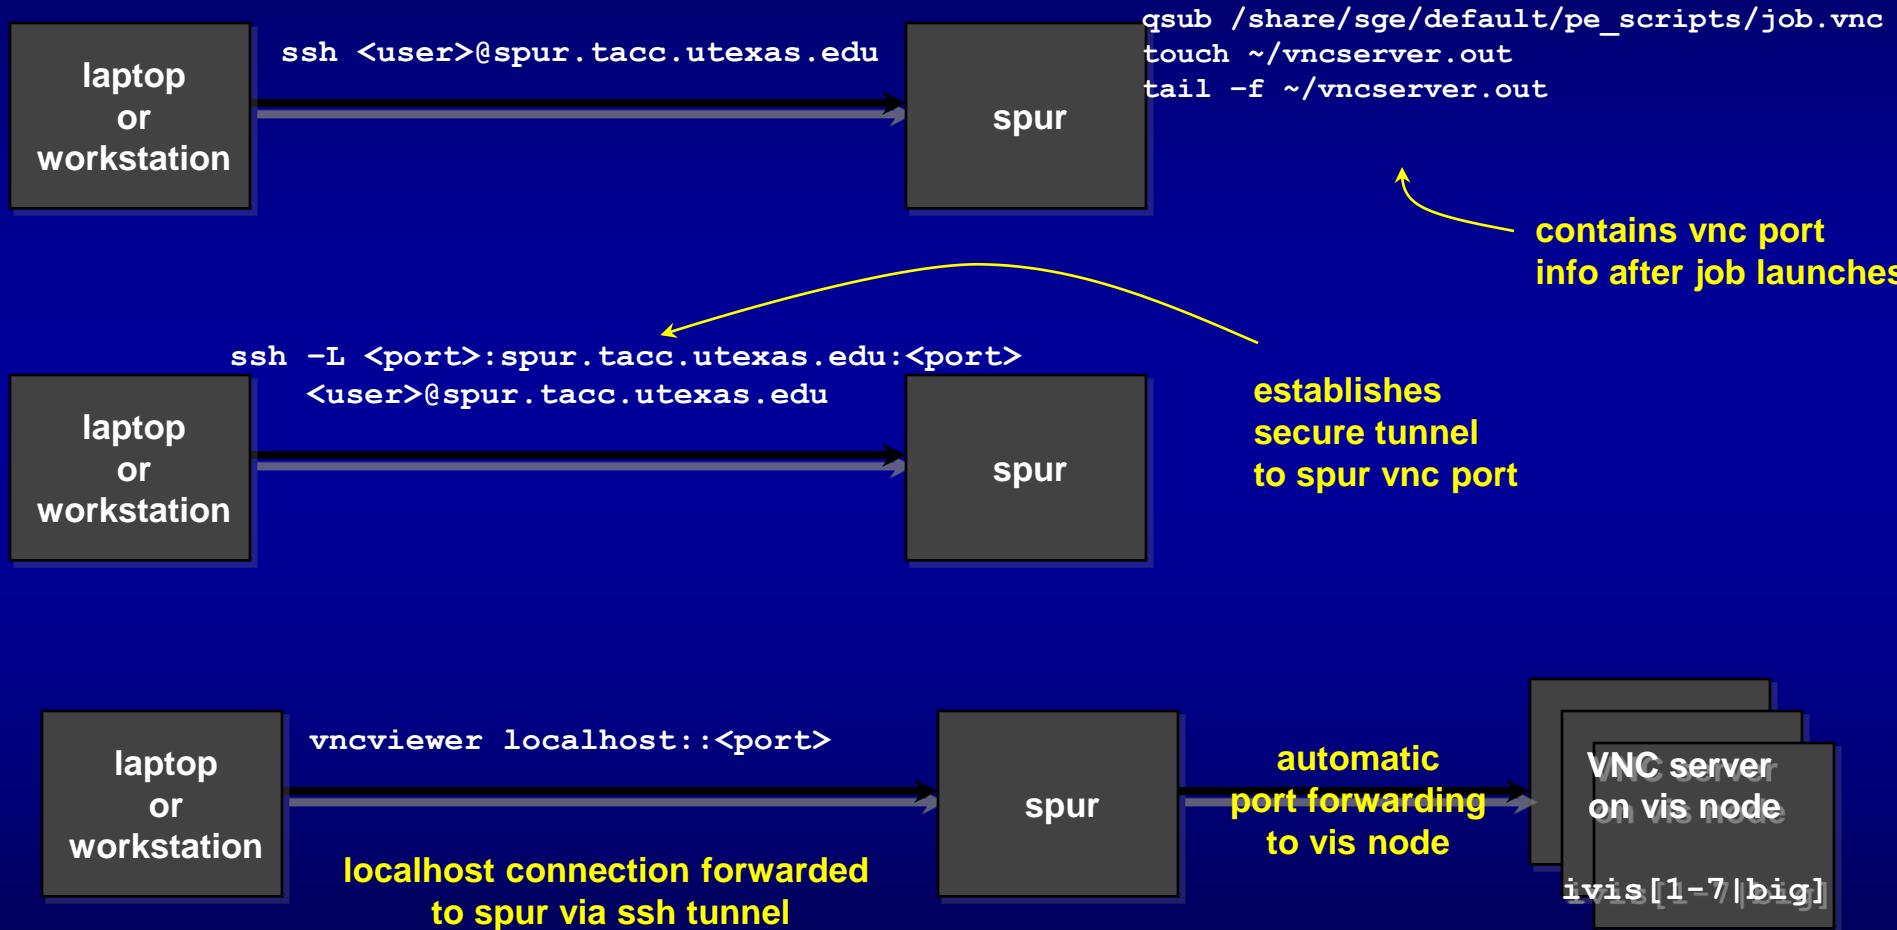 ssh <user>@spur.tacc.utexas.edu
qsub /share/sge/default/pe_scripts/job.vnc
touch ~/vncserver.out
tail –f ~/vncserver.out
laptop
or
workstation
spur
contains vnc port
info after job launches
ssh –L <port>:spur.tacc.utexas.edu:<port>
<user>@spur.tacc.utexas.edu
laptop
or
workstation
spur
establishes
secure tunnel
to spur vnc port
vncviewer localhost::<port>
laptop
or
workstation
localhost connection forwarded
to spur via ssh tunnel
spur
automatic
port forwarding
to vis node
VNC server
on vis node
ivis[1-7|big]